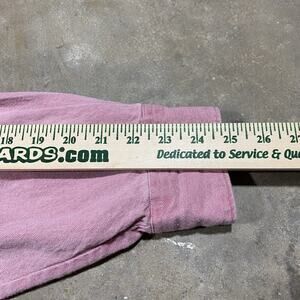 18 19 20 21 22 23 24 25 26 27
ARDS:com Dedicated to Service & Qu